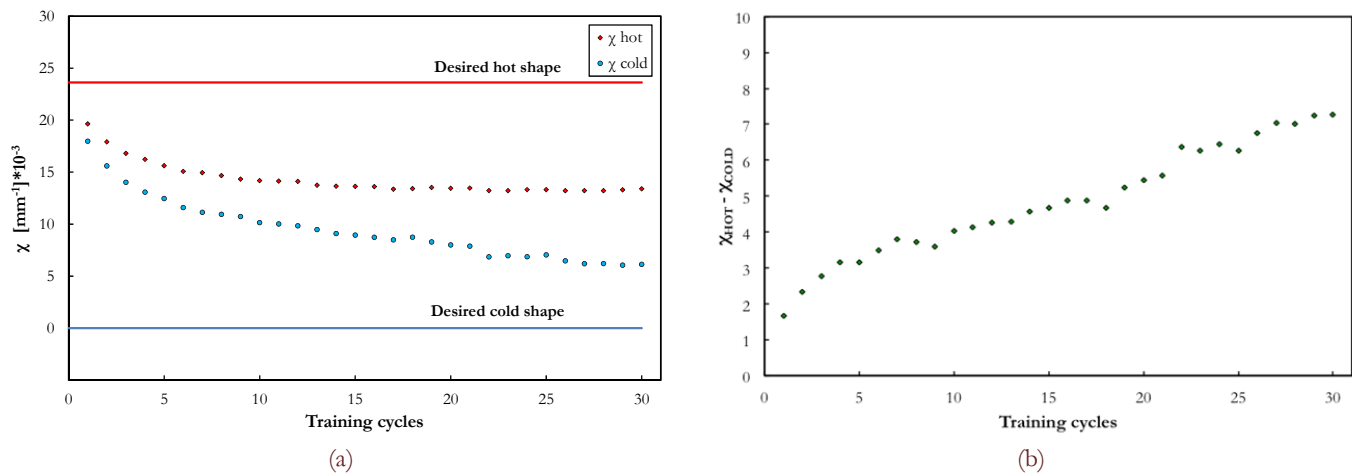 30
25
20
15
10
5
0
χ [mm⁻¹]*10⁻³
χ hot
χ cold
Desired hot shape
Desired cold shape
0 5 10 15 20 25 30
Training cycles
(a)
10
9
8
7
6
5
4
3
2
1
0
χHOT - χCOLD
0 5 10 15 20 25 30
Training cycles
(b)